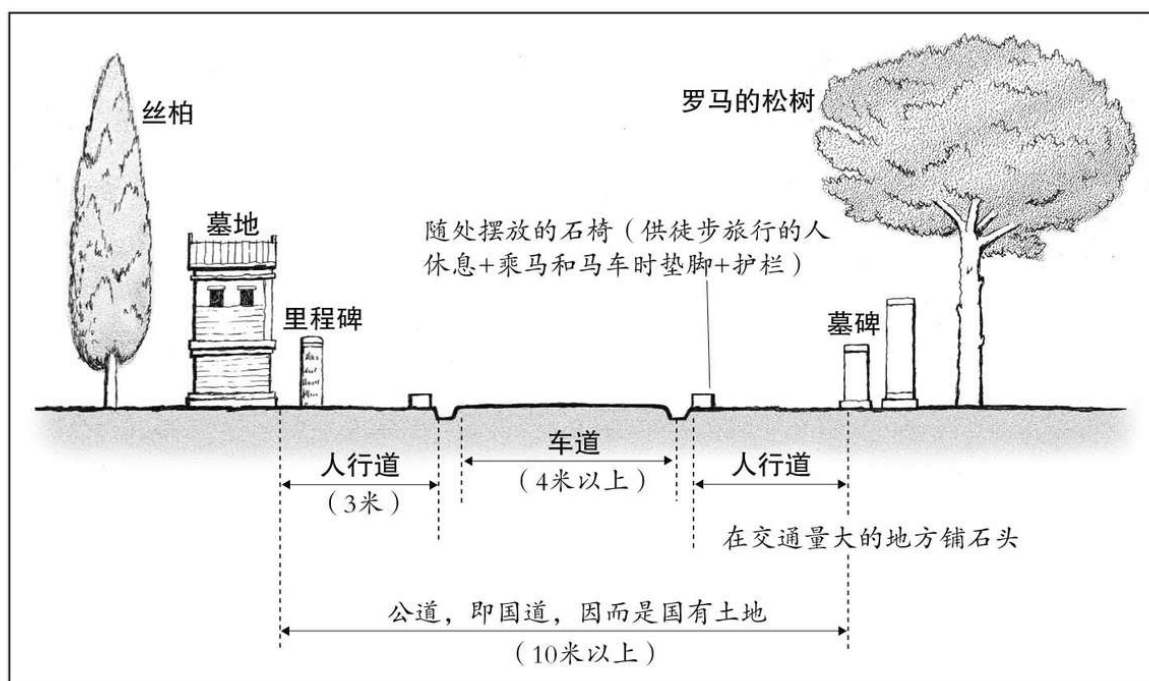 丝柏
罗马的松树
墓地
随处摆放的石椅（供徒步旅行的人
休息+乘马和马车时垫脚+护栏）
里程碑
墓碑
人行道
（3米）
车道
（4米以上）
人行道
在交通量大的地方铺石头
公道，即国道，因而是国有土地
（10米以上）